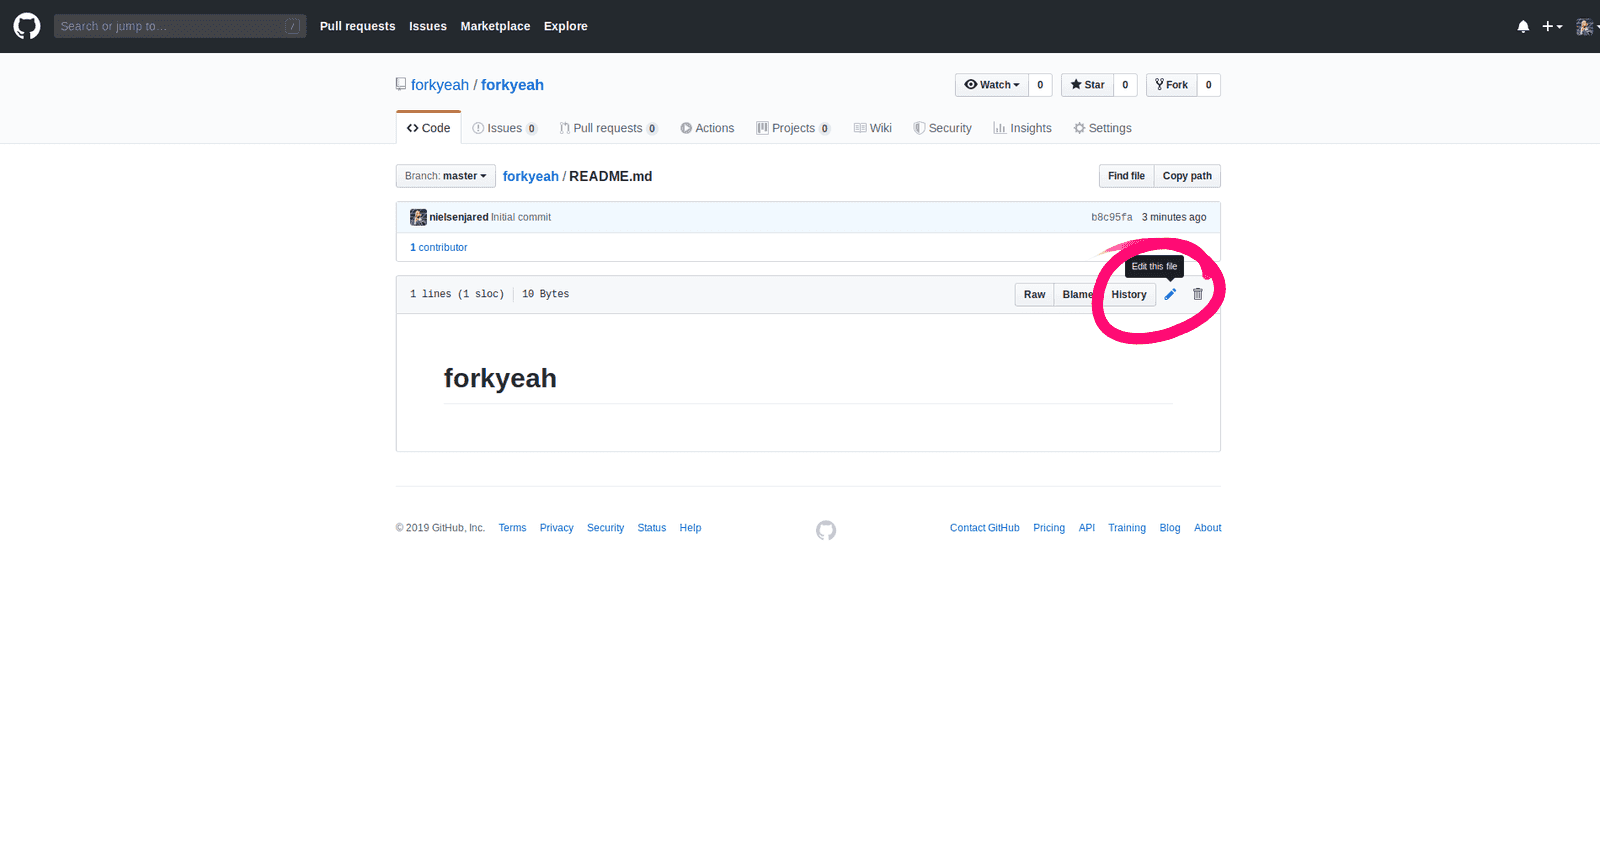 Search or jump to... /
Pull requests Issues Marketplace Explore
forkyeah / forkyeah
Watch 0 Star 0 Fork 0
Code Issues 0 Pull requests 0 Actions Projects 0 Wiki Security Insights Settings
Branch: master forkyeah / README.md
Find file Copy path
nielsenjared Initial commit b8c95fa 3 minutes ago
1 contributor
Edit this file
1 lines (1 sloc) 10 Bytes
Raw Blame History
forkyeah
© 2019 GitHub, Inc. Terms Privacy Security Status Help
Contact GitHub Pricing API Training Blog About